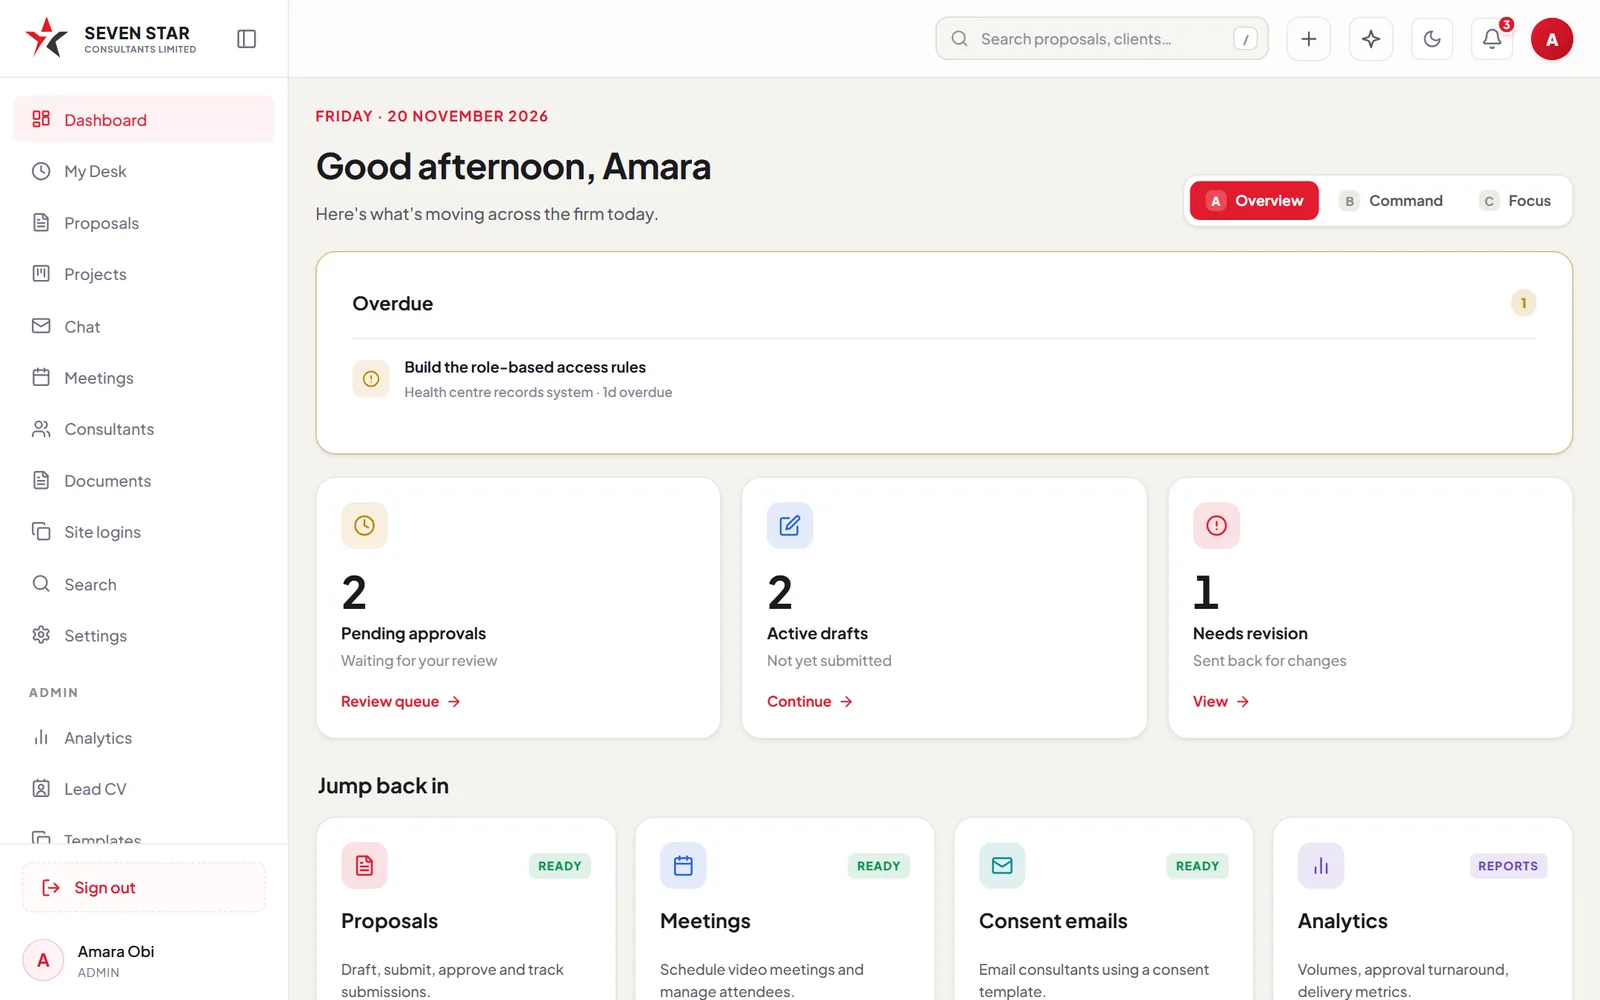 SEVEN STAR
CONSULTANTS LIMITED
Search proposals, clients...
/
3
A
Dashboard
My Desk
Proposals
Projects
Chat
Meetings
Consultants
Documents
Site logins
Search
Settings
ADMIN
Analytics
Lead CV
Templates
Sign out
A
Amara Obi
ADMIN
FRIDAY · 20 NOVEMBER 2026
Good afternoon, Amara
Here's what's moving across the firm today.
A Overview
B Command
C Focus
Overdue
1
Build the role-based access rules
Health centre records system · 1d overdue
2
Pending approvals
Waiting for your review
Review queue →
2
Active drafts
Not yet submitted
Continue →
1
Needs revision
Sent back for changes
View →
Jump back in
READY
Proposals
Draft, submit, approve and track
submissions.
READY
Meetings
Schedule video meetings and
manage attendees.
READY
Consent emails
Email consultants using a consent
template.
REPORTS
Analytics
Volumes, approval turnaround,
delivery metrics.